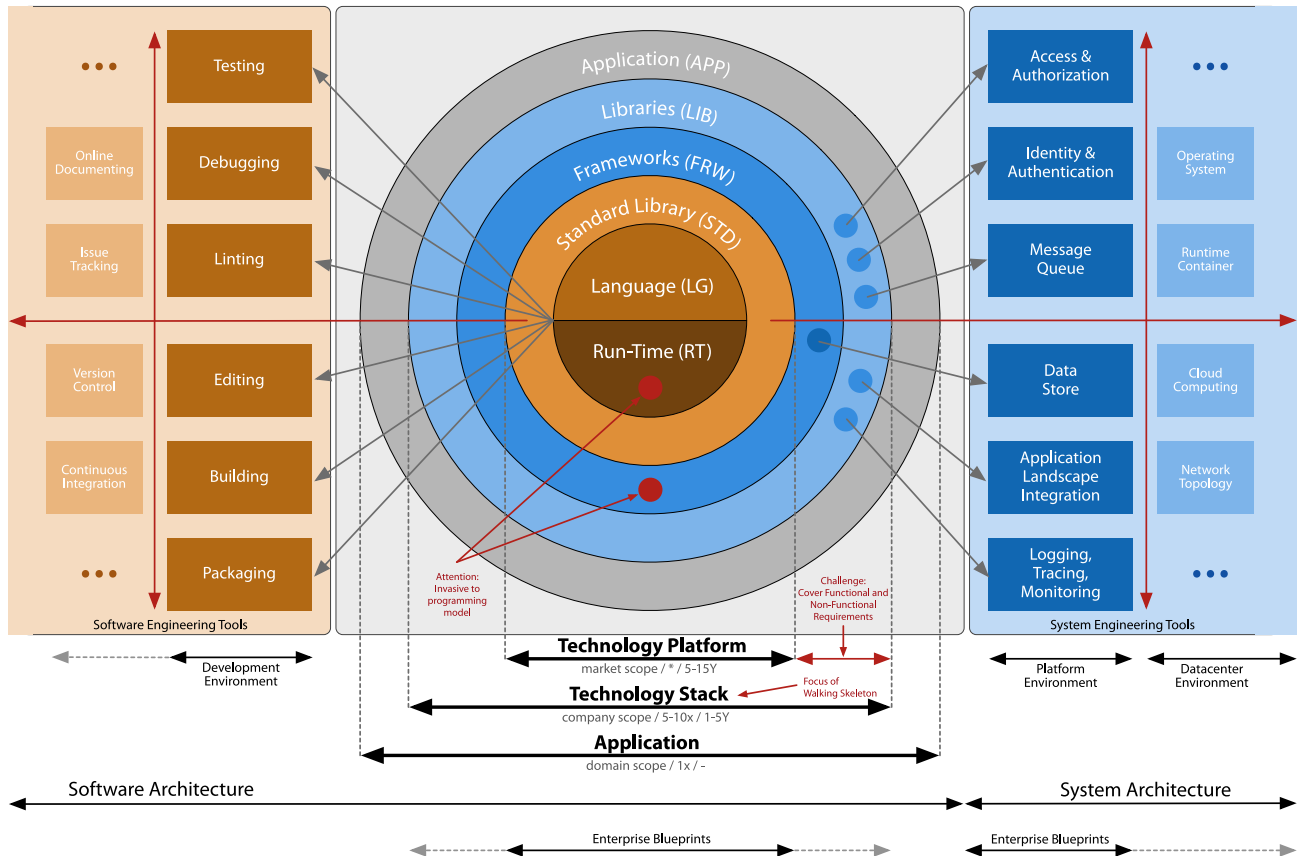 • • •
Testing
Online
Documenting
Debugging
Issue
Tracking
Linting
Version
Control
Editing
Continuous
Integration
Building
• • •
Packaging
Software Engineering Tools
Application (APP)
Libraries (LIB)
Frameworks (FRW)
Standard Library (STD)
Language (LG)
Run-Time (RT)
Attention:
Invasive to
programming
model
Challenge:
Cover Functional and
Non-Functional
Requirements
Access &
Authorization
• • •
Identity &
Authentication
Operating
System
Message
Queue
Runtime
Container
Data
Store
Cloud
Computing
Application
Landscape
Integration
Network
Topology
Logging,
Tracing,
Monitoring
• • •
System Engineering Tools
Development
Environment
Technology Platform
market scope / * / 5-15Y
Technology Stack
company scope / 5-10x / 1-5Y
Focus of
Walking Skeleton
Application
domain scope / 1x / -
Platform
Environment
Datacenter
Environment
Software Architecture
System Architecture
Enterprise Blueprints
Enterprise Blueprints